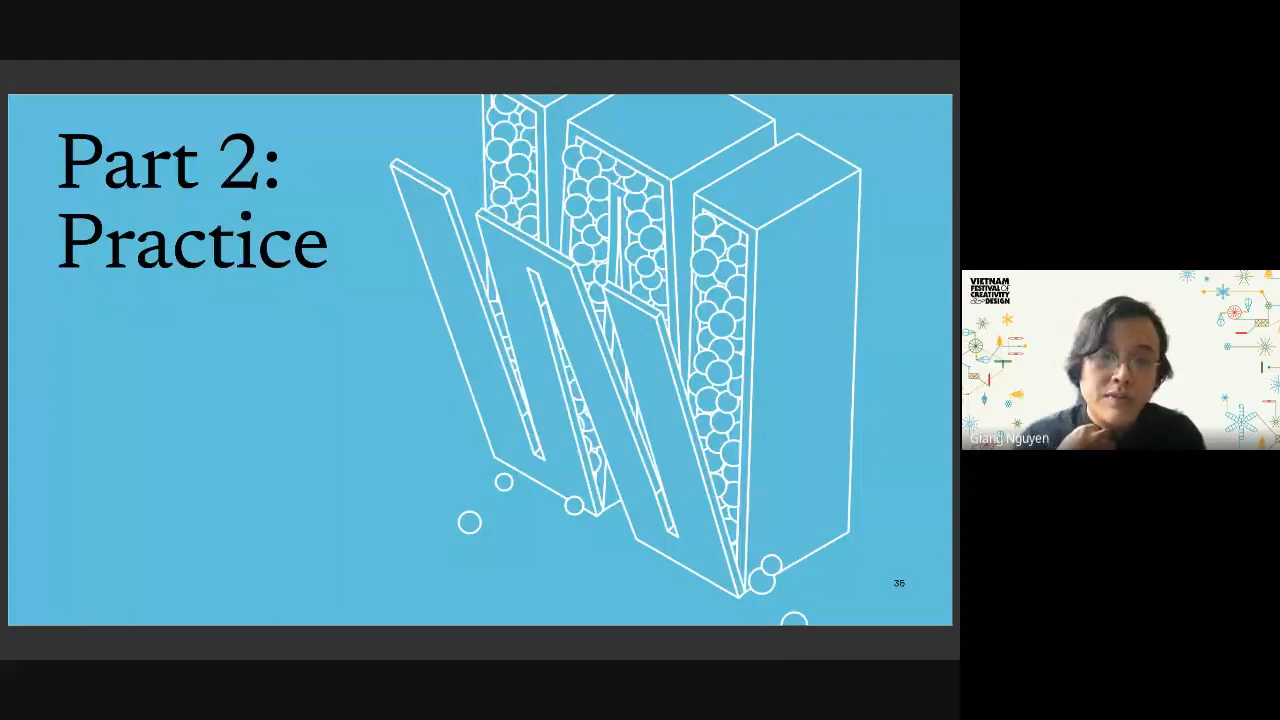 Part 2:
Practice
35
VIETNAM
FESTIVAL OF
CREATIVITY
& DESIGN
Giang Nguyen